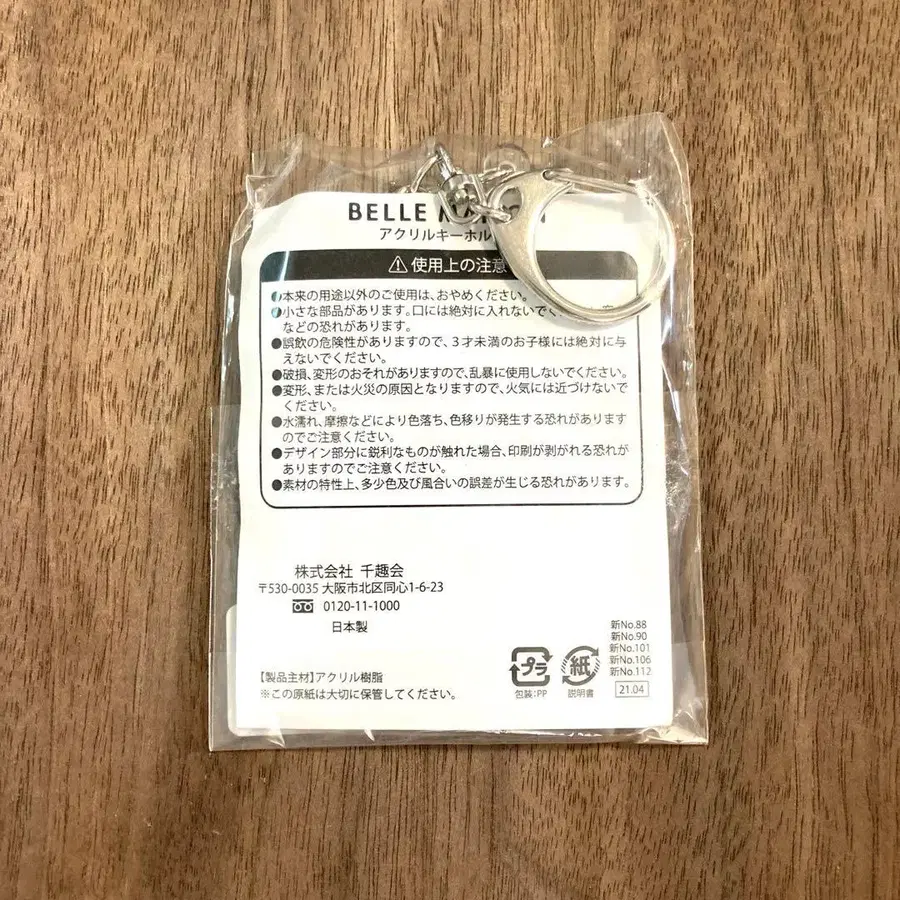 BELLE
アクリルキーホル
⚠使用上の注意
●本来の用途以外のご使用は、おやめください。
●小さな部品があります。口には絶対に入れないで
などの恐れがあります。
●誤飲の危険性がありますので、3才未満のお子様には絶対に与
えないでください。
●破損、変形のおそれがありますので、乱暴に使用しないでください。
●変形、または火災の原因となりますので、火気には近づけないで
ください。
●水濡れ、摩擦などにより色落ち、色移りが発生する恐れがあります
のでご注意ください。
●デザイン部分に鋭利なものが触れた場合、印刷が剥がれる恐れが
ありますのでご注意ください。
●素材の特性上、多少色及び風合いの誤差が生じる恐れがあります。
株式会社 千趣会
〒530-0035 大阪市北区同心1-6-23
0120-11-1000
日本製
【製品主材】アクリル樹脂
※この原紙は大切に保管してください。
プラ
包装:PP
紙
説明書
新No.88
新No.90
新No.101
新No.106
新No.112
21.04